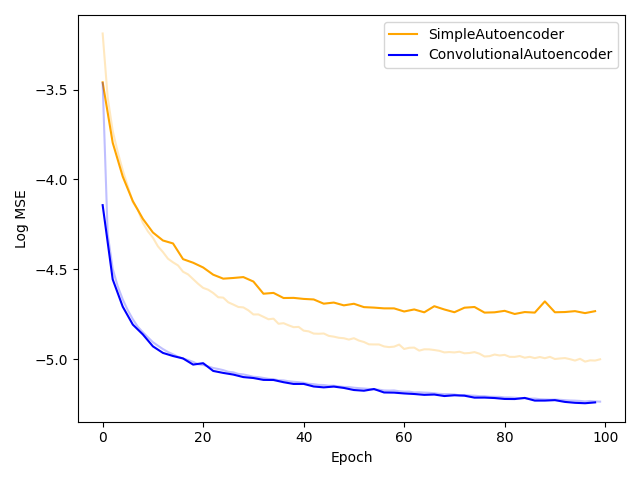 SimpleAutoencoder
ConvolutionalAutoencoder
−3.5
−4.0
−4.5
−5.0
Log MSE
0 20 40 60 80 100
Epoch